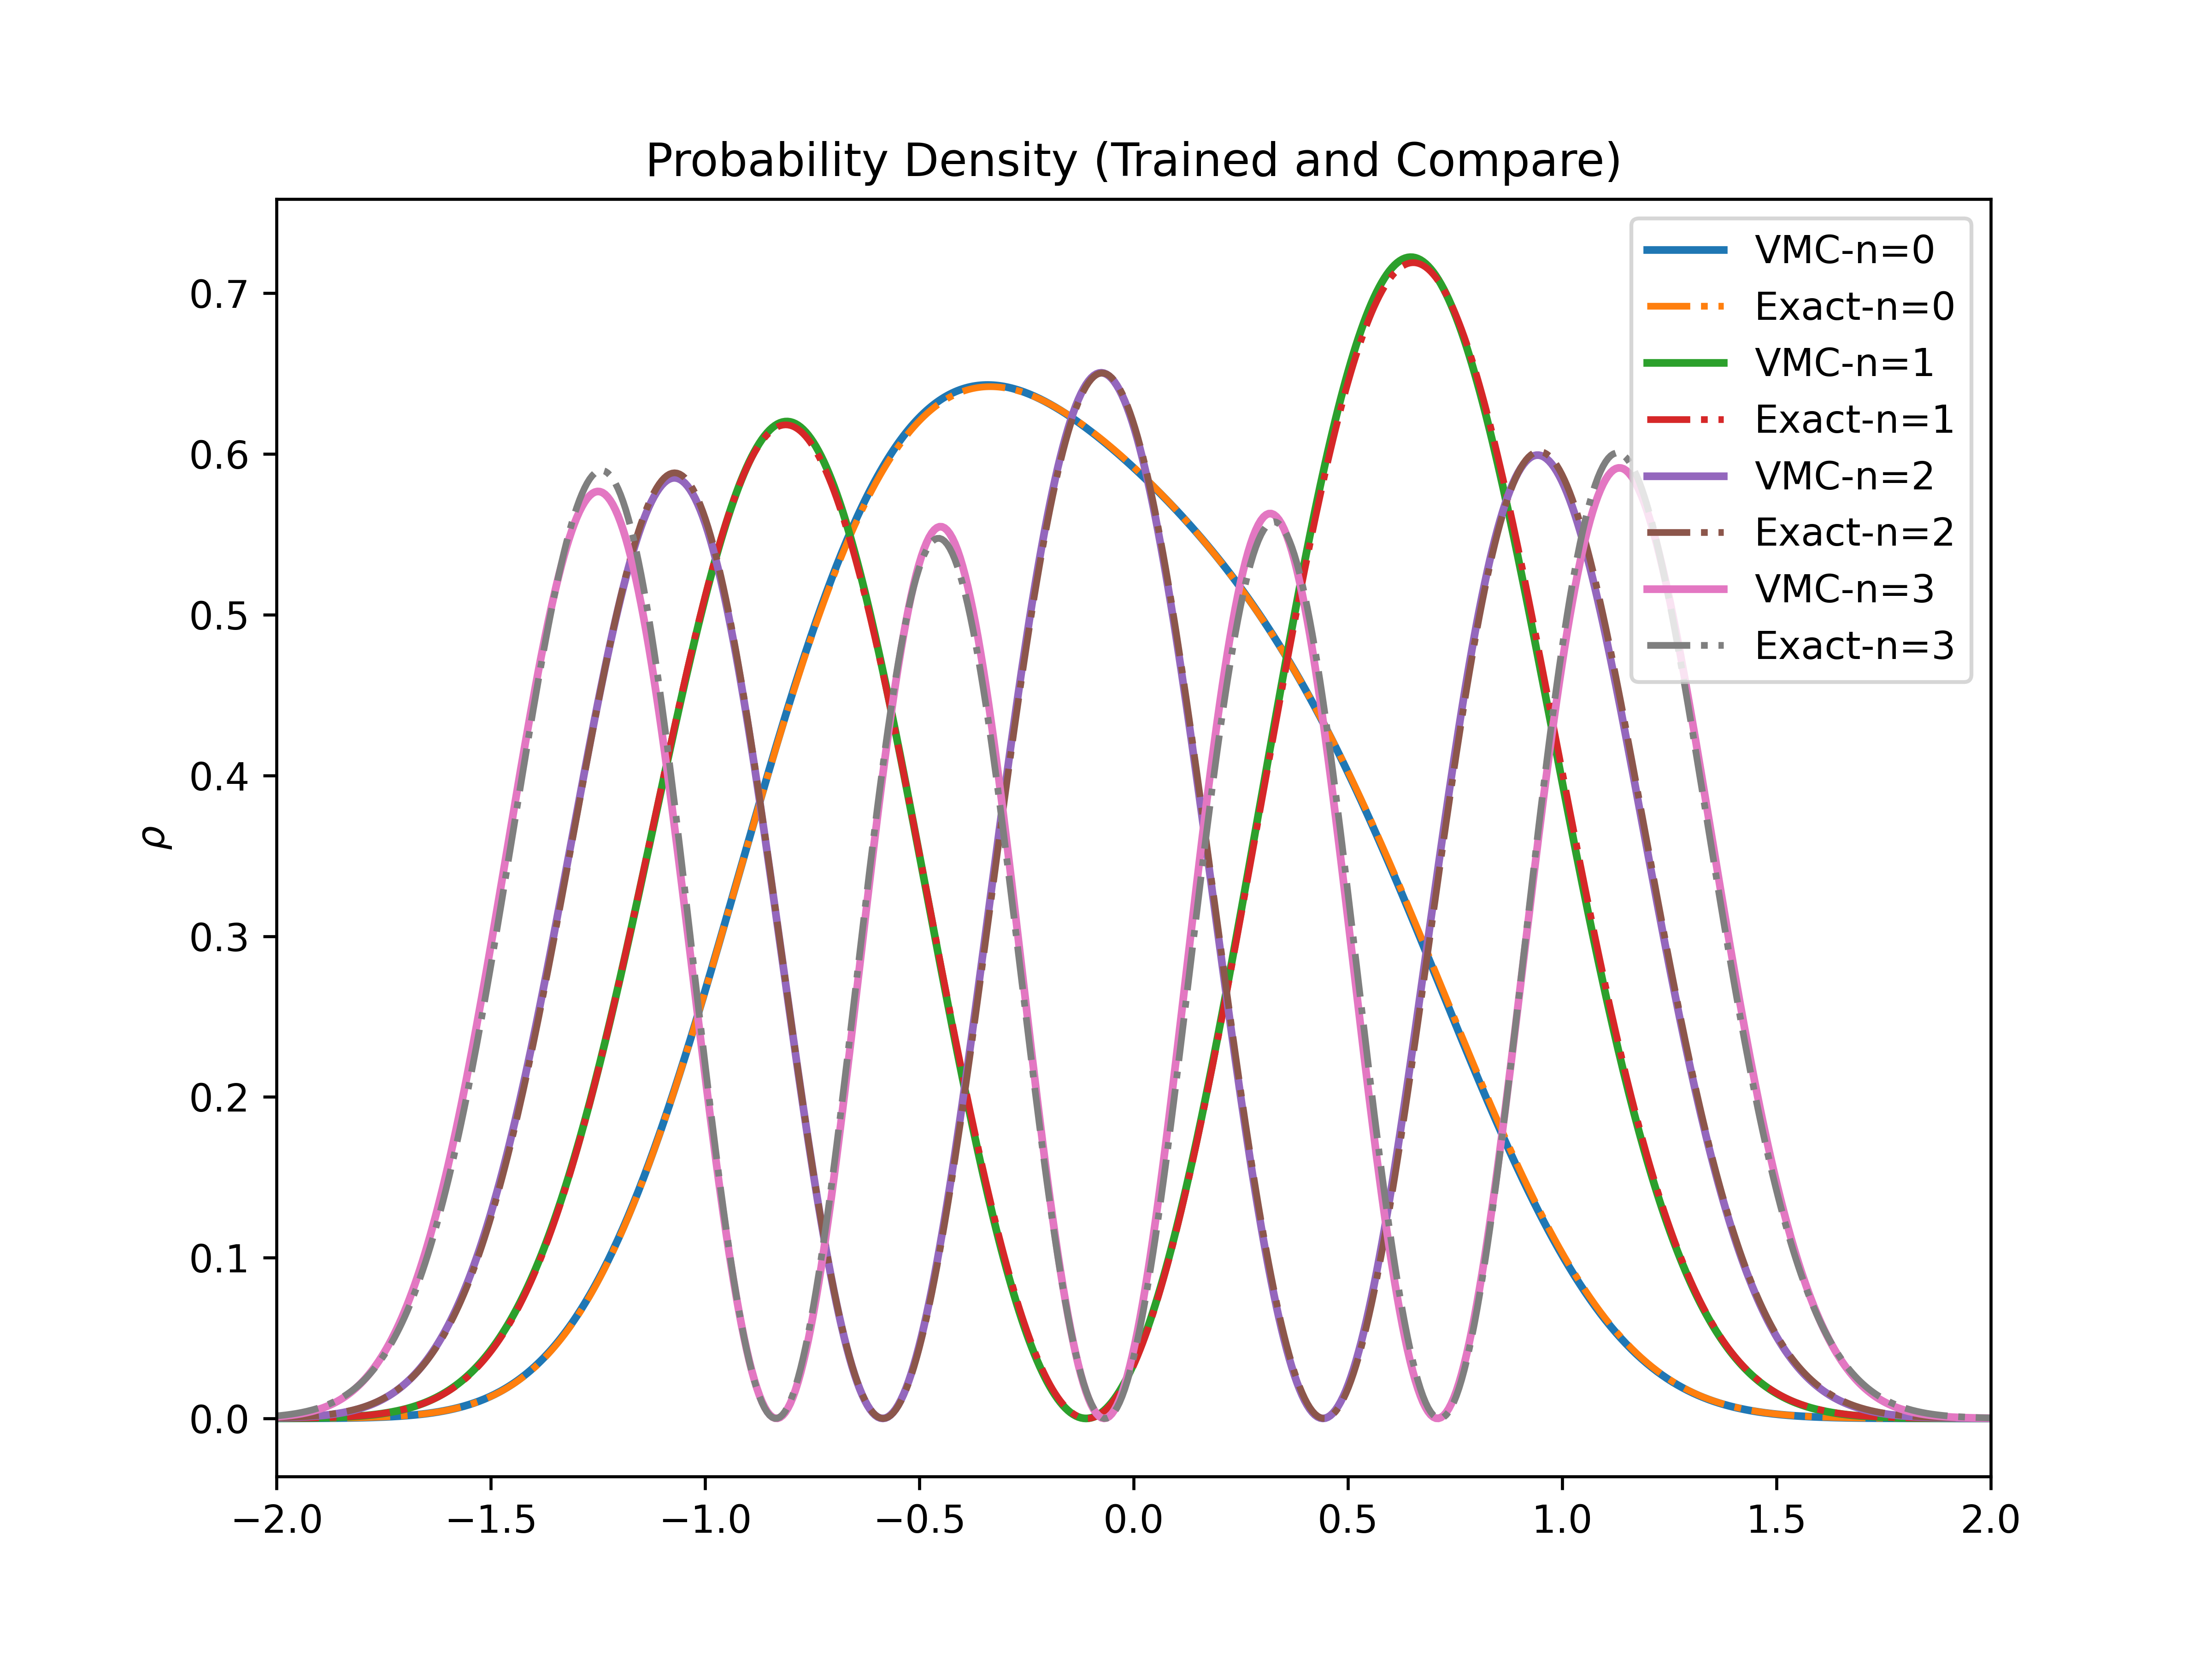 Probability Density (Trained and Compare)
ρ
0.7
0.6
0.5
0.4
0.3
0.2
0.1
0.0
−2.0
−1.5
−1.0
−0.5
0.0
0.5
1.0
1.5
2.0
VMC-n=0
Exact-n=0
VMC-n=1
Exact-n=1
VMC-n=2
Exact-n=2
VMC-n=3
Exact-n=3